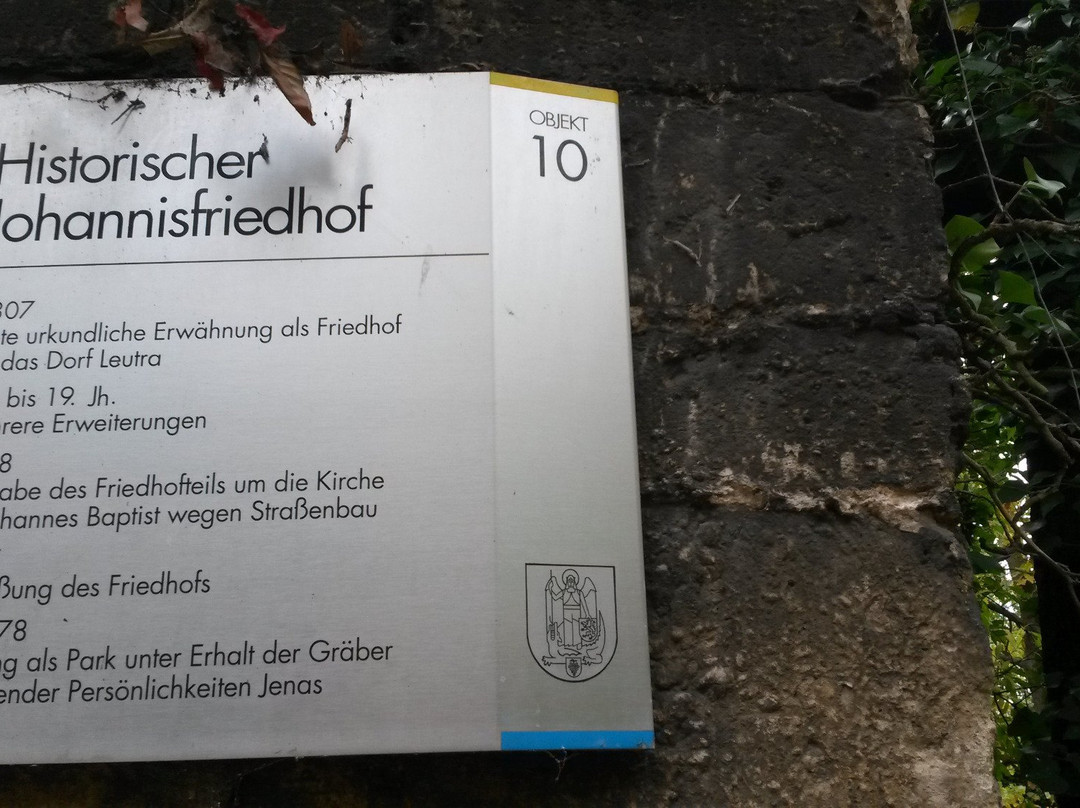 Historischer
Johannisfriedhof
307
te urkundliche Erwähnung als Friedhof
das Dorf Leutra
bis 19. Jh.
rere Erweiterungen
8
abe des Friedhofteils um die Kirche
hannes Baptist wegen Straßenbau
ßung des Friedhofs
78
ng als Park unter Erhalt der Gräber
ender Persönlichkeiten Jenas
OBJEKT
10